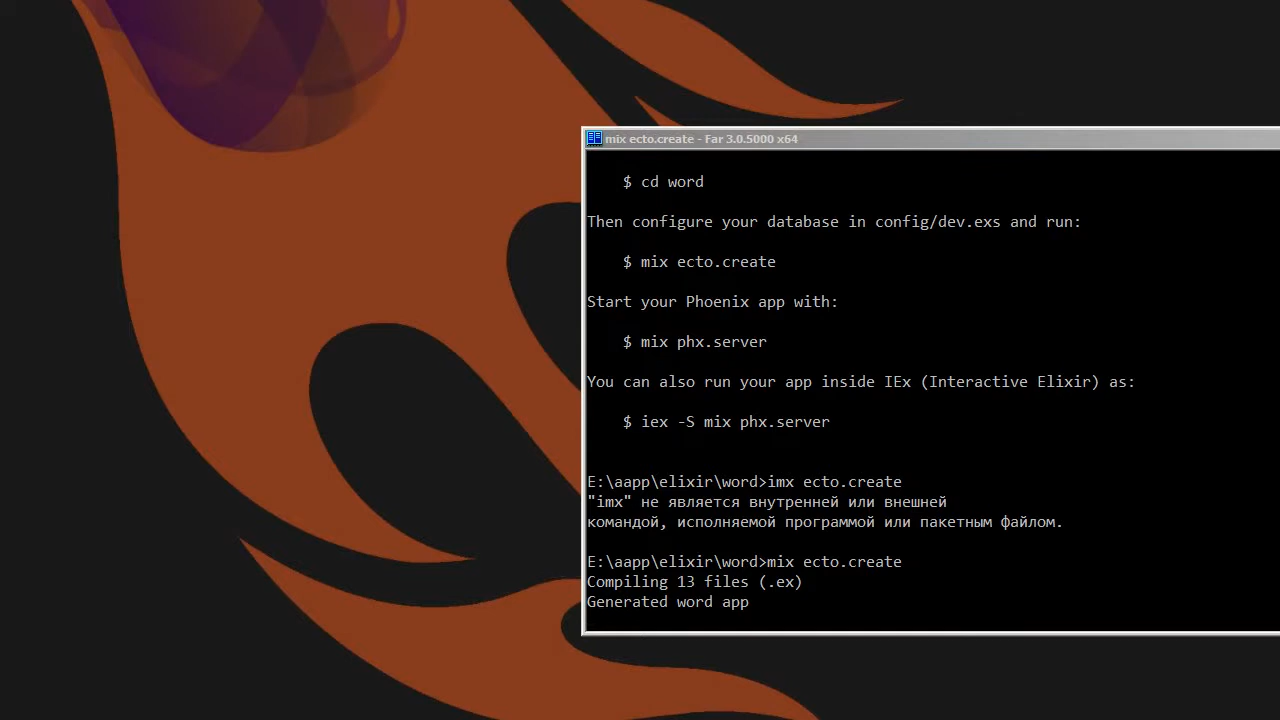 mix ecto.create - Far 3.0.5000 x64
$ cd word
Then configure your database in config/dev.exs and run:
$ mix ecto.create
Start your Phoenix app with:
$ mix phx.server
You can also run your app inside IEx (Interactive Elixir) as:
$ iex -S mix phx.server
E:\aapp\elixir\word>imx ecto.create
"imx" не является внутренней или внешней
командой, исполняемой программой или пакетным файлом.
E:\aapp\elixir\word>mix ecto.create
Compiling 13 files (.ex)
Generated word app